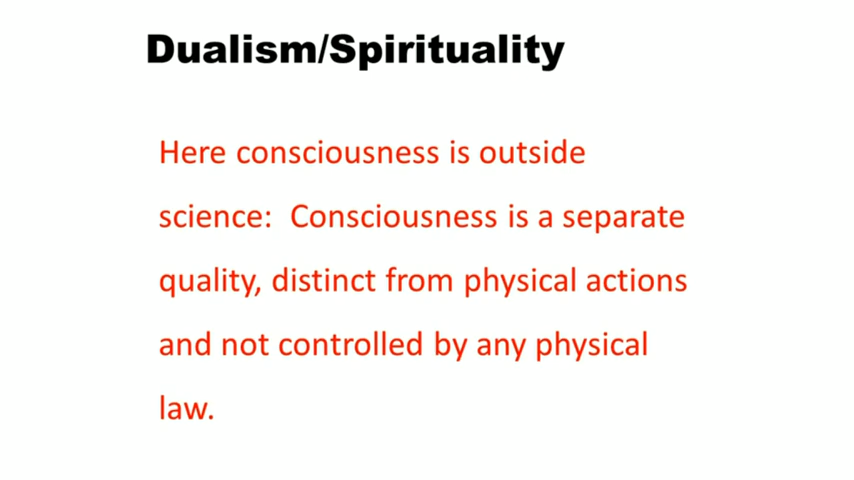 Dualism/Spirituality
Here consciousness is outside
science: Consciousness is a separate
quality, distinct from physical actions
and not controlled by any physical
law.